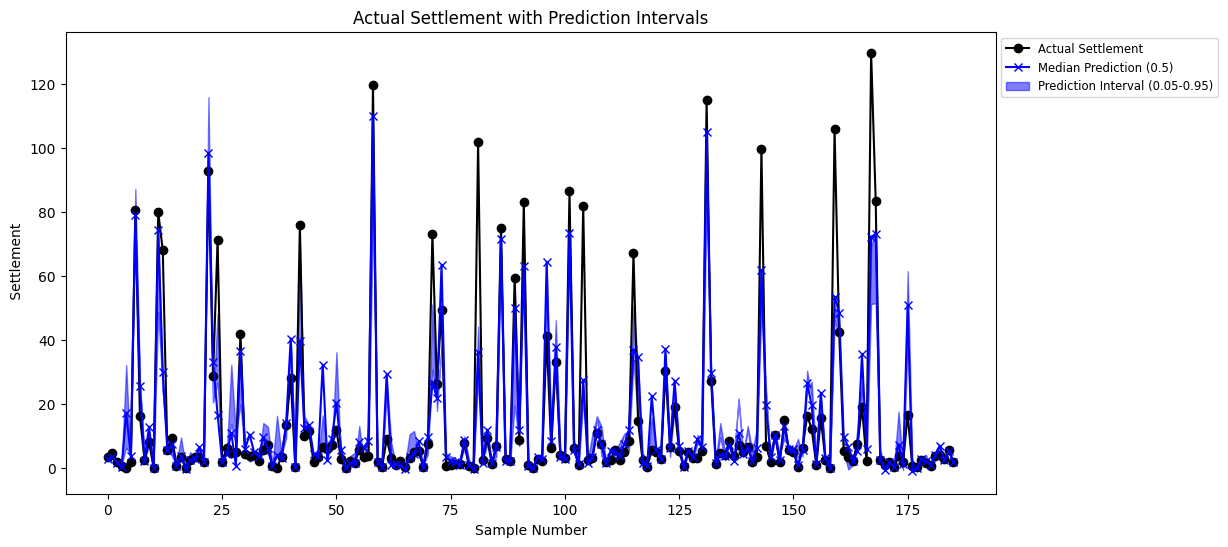 Actual Settlement with Prediction Intervals
Actual Settlement
Median Prediction (0.5)
Prediction Interval (0.05-0.95)
Settlement
120
100
80
60
40
20
0
0 25 50 75 100 125 150 175
Sample Number